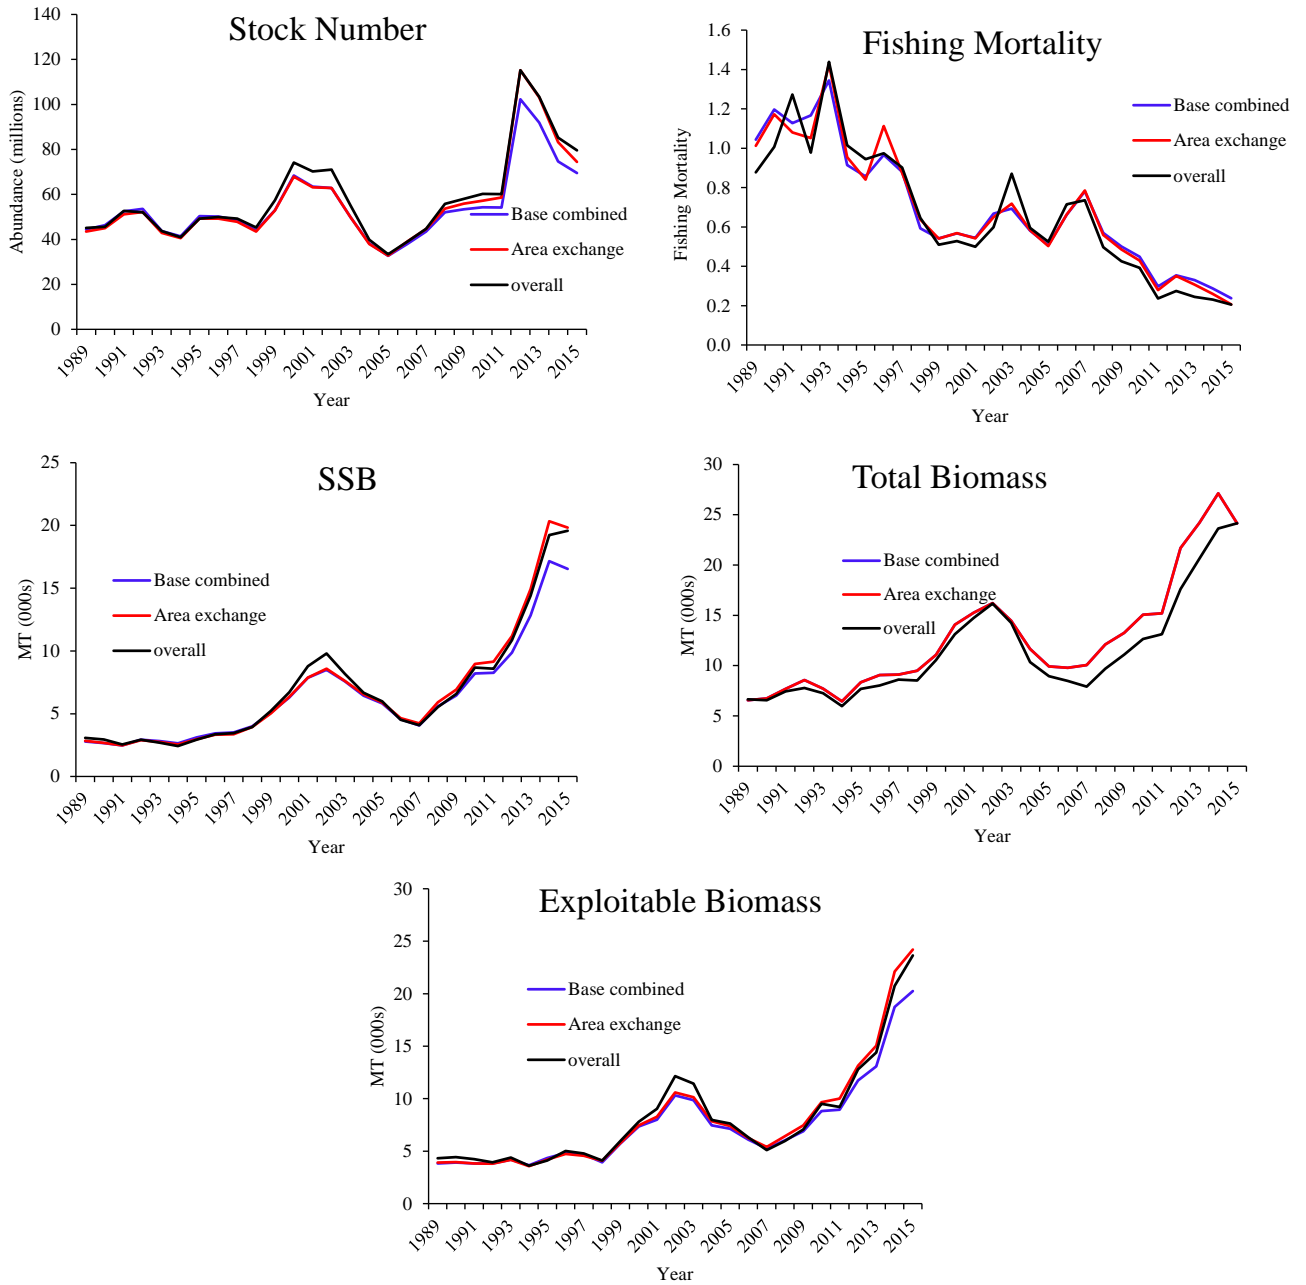 Stock Number
Abundance (millions)
140
120
100
80
60
40
20
0
Base combined
Area exchange
overall
1989 1991 1993 1995 1997 1999 2001 2003 2005 2007 2009 2011 2013 2015
Year
Fishing Mortality
Fishing Mortality
1.6
1.4
1.2
1.0
0.8
0.6
0.4
0.2
0.0
Base combined
Area exchange
overall
1989 1991 1993 1995 1997 1999 2001 2003 2005 2007 2009 2011 2013 2015
Year
SSB
MT (000s)
25
20
15
10
5
0
Base combined
Area exchange
overall
1989 1991 1993 1995 1997 1999 2001 2003 2005 2007 2009 2011 2013 2015
Year
Total Biomass
MT (000s)
30
25
20
15
10
5
0
Base combined
Area exchange
overall
1989 1991 1993 1995 1997 1999 2001 2003 2005 2007 2009 2011 2013 2015
Year
Exploitable Biomass
MT (000s)
30
25
20
15
10
5
0
Base combined
Area exchange
overall
1989 1991 1993 1995 1997 1999 2001 2003 2005 2007 2009 2011 2013 2015
Year